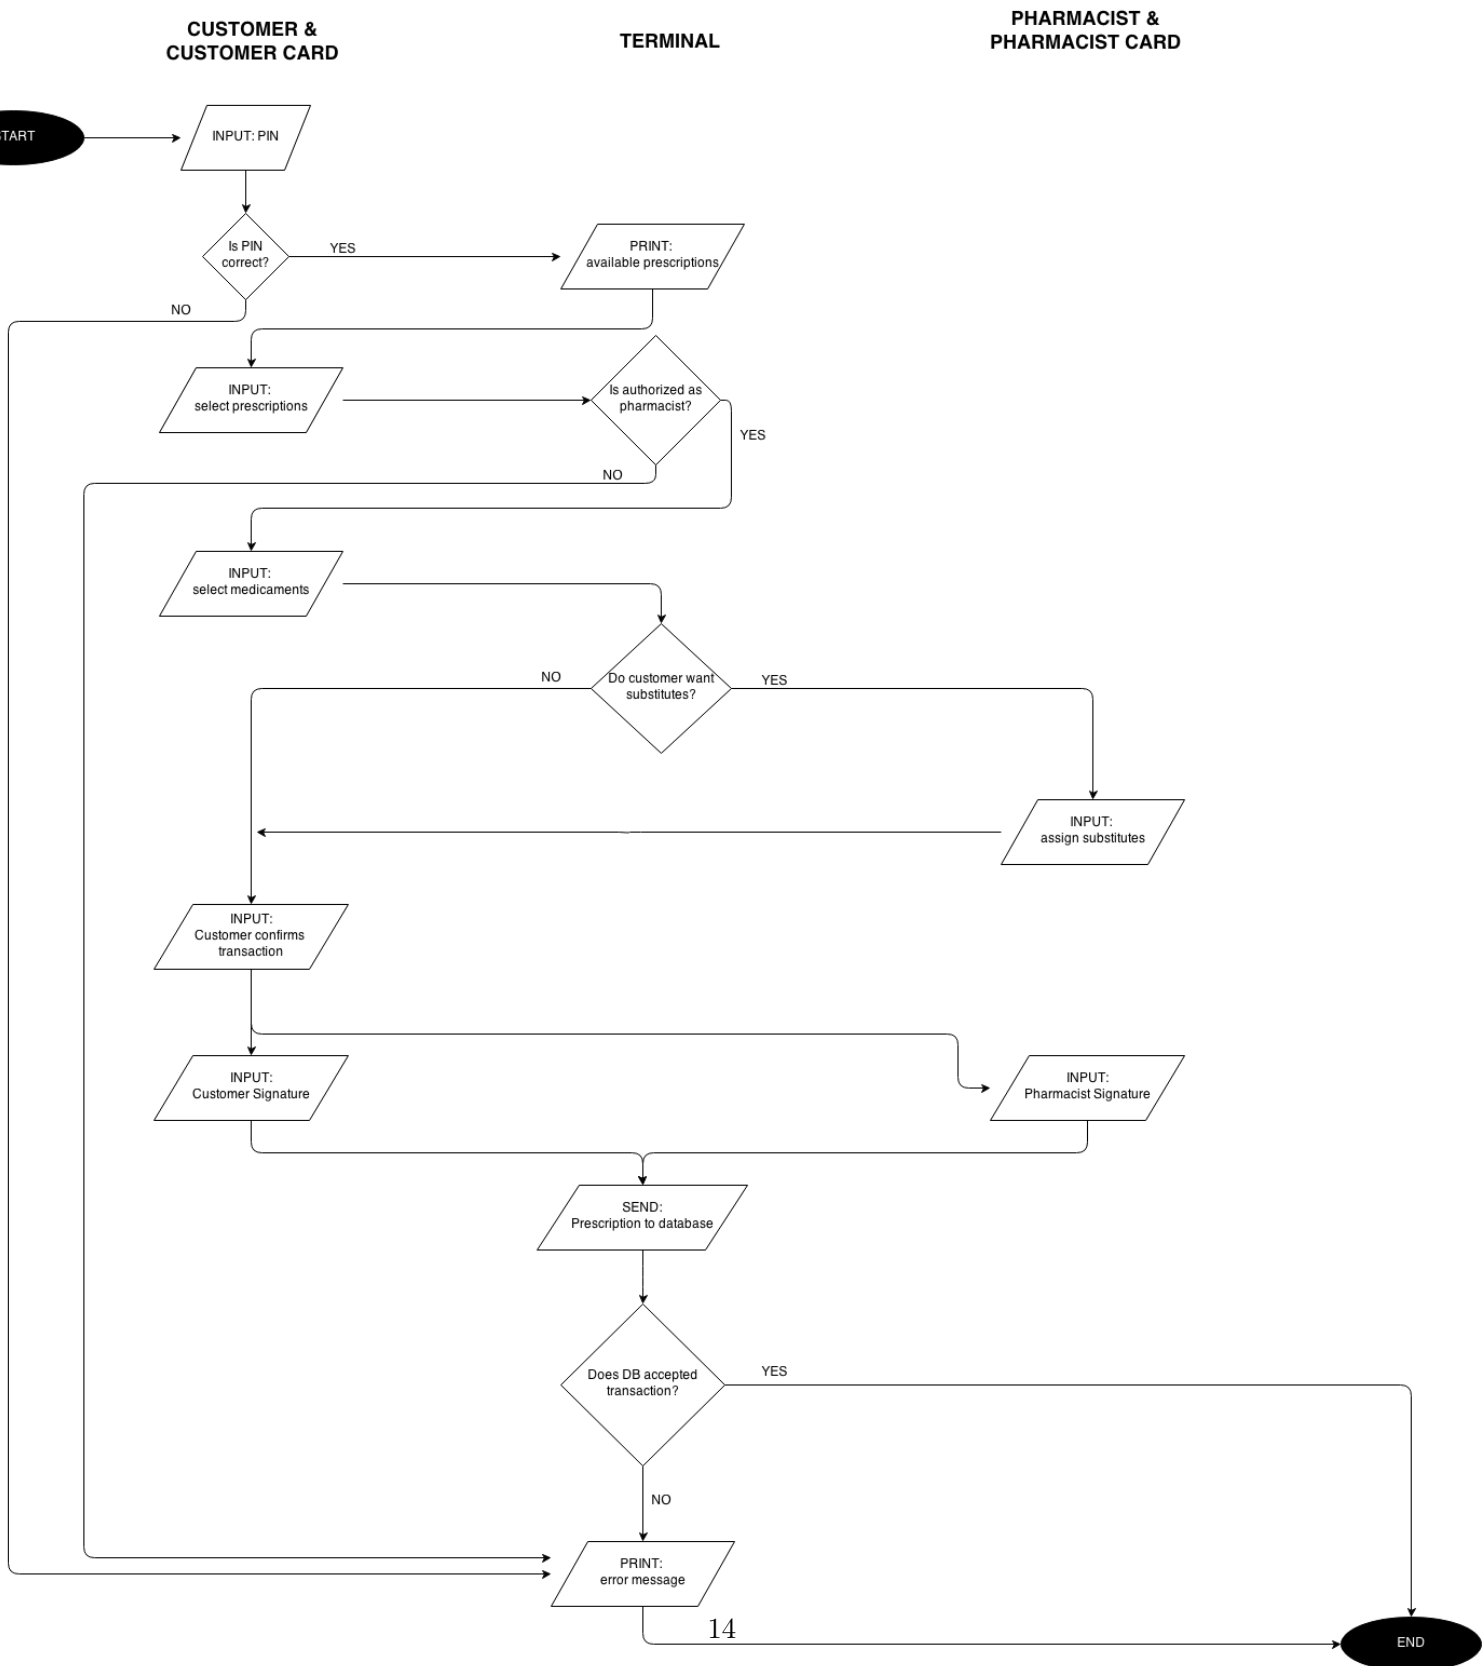 CUSTOMER &
CUSTOMER CARD
TERMINAL
PHARMACIST &
PHARMACIST CARD
TART
INPUT: PIN
Is PIN
correct?
YES
NO
PRINT:
available prescriptions
INPUT:
select prescriptions
Is authorized as
pharmacist?
YES
NO
INPUT:
select medicaments
Do customer want
substitutes?
NO
YES
INPUT:
assign substitutes
INPUT:
Customer confirms
transaction
INPUT:
Customer Signature
INPUT:
Pharmacist Signature
SEND:
Prescription to database
Does DB accepted
transaction?
YES
NO
PRINT:
error message
14
END